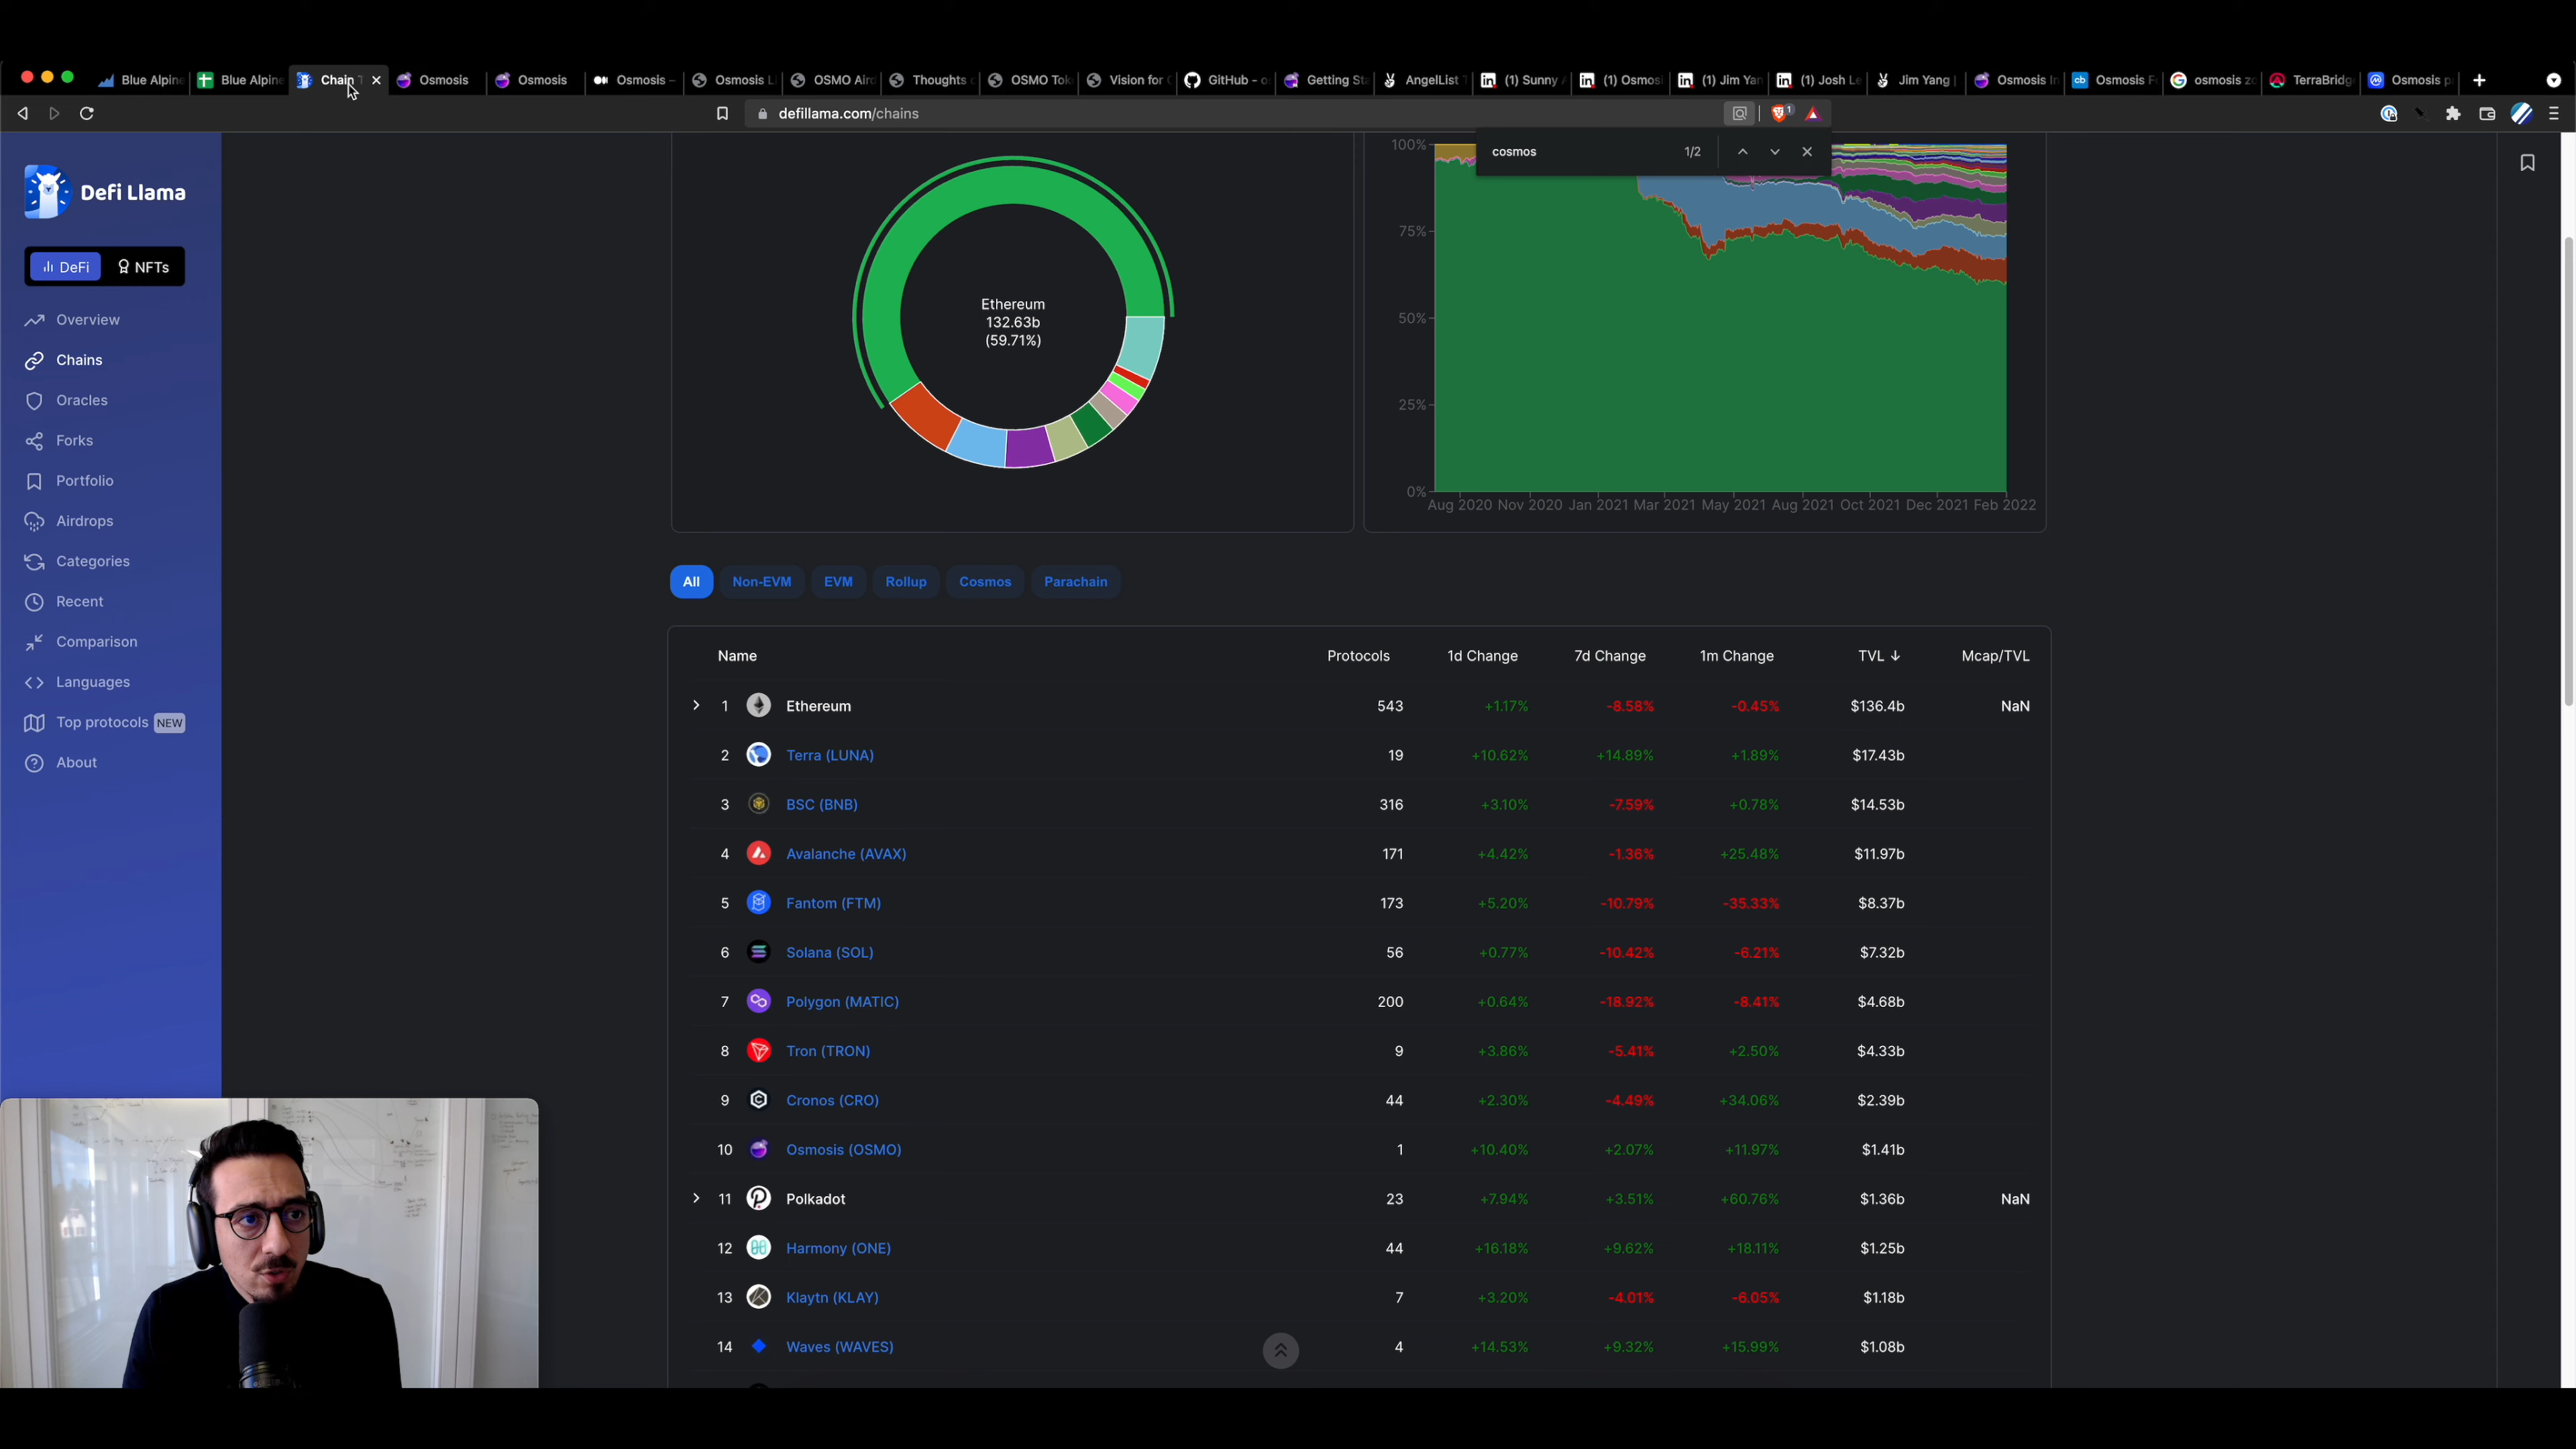 Blue Alpine
Blue Alpine
Chain T
Osmosis
Osmosis
Osmosis –
Osmosis L
OSMO Aird
Thoughts o
OSMO Tok
Vision for
GitHub - o
Getting Sta
AngelList T
(1) Sunny A
(1) Osmosi
(1) Jim Yan
(1) Josh Le
Jim Yang |
Osmosis In
Osmosis F
osmosis zo
TerraBridg
Osmosis p
defillama.com/chains
1
cosmos
1/2
Defi Llama
DeFi
NFTs
Overview
Chains
Oracles
Forks
Portfolio
Airdrops
Categories
Recent
Comparison
Languages
Top protocols NEW
About
Ethereum
132.63b
(59.71%)
100%
75%
50%
25%
0%
Aug 2020 Nov 2020 Jan 2021 Mar 2021 May 2021 Aug 2021 Oct 2021 Dec 2021 Feb 2022
All Non-EVM EVM Rollup Cosmos Parachain
Name Protocols 1d Change 7d Change 1m Change TVL ↓ Mcap/TVL
1 Ethereum 543 +1.17% -8.58% -0.45% $136.4b NaN
2 Terra (LUNA) 19 +10.62% +14.89% +1.89% $17.43b
3 BSC (BNB) 316 +3.10% -7.59% +0.78% $14.53b
4 Avalanche (AVAX) 171 +4.42% -1.36% +25.48% $11.97b
5 Fantom (FTM) 173 +5.20% -10.79% -35.33% $8.37b
6 Solana (SOL) 56 +0.77% -10.42% -6.21% $7.32b
7 Polygon (MATIC) 200 +0.64% -18.92% -8.41% $4.68b
8 Tron (TRON) 9 +3.86% -5.41% +2.50% $4.33b
9 Cronos (CRO) 44 +2.30% -4.49% +34.06% $2.39b
10 Osmosis (OSMO) 1 +10.40% +2.07% +11.97% $1.41b
11 Polkadot 23 +7.94% +3.51% +60.76% $1.36b NaN
12 Harmony (ONE) 44 +16.18% +9.62% +18.11% $1.25b
13 Klaytn (KLAY) 7 +3.20% -4.01% -6.05% $1.18b
14 Waves (WAVES) 4 +14.53% +9.32% +15.99% $1.08b